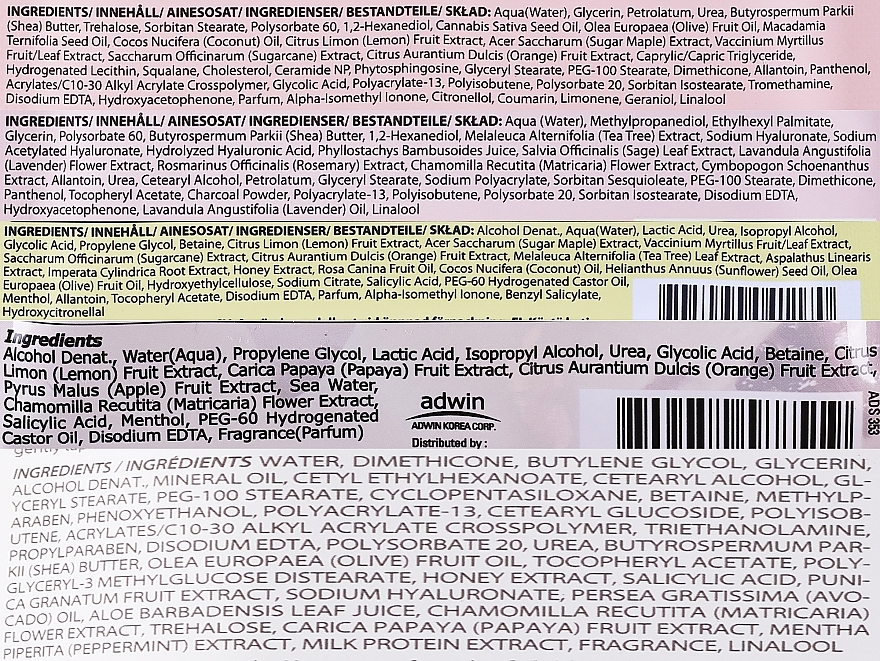 INGREDIENTS/ INNEHÅLL/ AINESOSAT/ INGREDIENSER/ BESTANDTEILE/ SKŁAD: Aqua(Water), Glycerin, Petrolatum, Urea, Butyrospermum Parkii
(Shea) Butter, Trehalose, Sorbitan Stearate, Polysorbate 60, 1,2-Hexanediol, Cannabis Sativa Seed Oil, Olea Europaea (Olive) Fruit Oil, Macadamia
Ternifolia Seed Oil, Cocos Nucifera (Coconut) Oil, Citrus Limon (Lemon) Fruit Extract, Acer Saccharum (Sugar Maple) Extract, Vaccinium Myrtillus
Fruit/Leaf Extract, Saccharum Officinarum (Sugarcane) Extract, Citrus Aurantium Dulcis (Orange) Fruit Extract, Caprylic/Capric Triglyceride,
Hydrogenated Lecithin, Squalane, Cholesterol, Ceramide NP, Phytosphingosine, Glyceryl Stearate, PEG-100 Stearate, Dimethicone, Allantoin, Panthenol,
Acrylates/C10-30 Alkyl Acrylate Crosspolymer, Glycolic Acid, Polyacrylate-13, Polyisobutene, Polysorbate 20, Sorbitan Isostearate, Tromethamine,
Disodium EDTA, Hydroxyacetophenone, Parfum, Alpha-Isomethyl Ionone, Citronellol, Coumarin, Limonene, Geraniol, Linalool
INGREDIENTS/ INNEHÅLL/ AINESOSAT/ INGREDIENSER/ BESTANDTEILE/ SKŁAD: Aqua (Water), Methylpropanediol, Ethylhexyl Palmitate,
Glycerin, Polysorbate 60, Butyrospermum Parkii (Shea) Butter, 1,2-Hexanediol, Melaleuca Alternifolia (Tea Tree) Extract, Sodium Hyaluronate, Sodium
Acetylated Hyaluronate, Hydrolyzed Hyaluronic Acid, Phyllostachys Bambusoides Juice, Salvia Officinalis (Sage) Leaf Extract, Lavandula Angustifolia
(Lavender) Flower Extract, Rosmarinus Officinalis (Rosemary) Extract, Chamomilla Recutita (Matricaria) Flower Extract, Cymbopogon Schoenanthus
Extract, Allantoin, Urea, Cetearyl Alcohol, Petrolatum, Glyceryl Stearate, Sodium Polyacrylate, Sorbitan Sesquioleate, PEG-100 Stearate, Dimethicone,
Panthenol, Tocopheryl Acetate, Charcoal Powder, Polyacrylate-13, Polyisobutene, Polysorbate 20, Sorbitan Isostearate, Disodium EDTA,
Hydroxyacetophenone, Lavandula Angustifolia (Lavender) Oil, Linalool
INGREDIENTS/ INNEHÅLL/ AINESOSAT/ INGREDIENSER/ BESTANDTEILE/ SKŁAD: Alcohol Denat., Aqua(Water), Lactic Acid, Urea, Isopropyl Alcohol,
Glycolic Acid, Propylene Glycol, Betaine, Citrus Limon (Lemon) Fruit Extract, Acer Saccharum (Sugar Maple) Extract, Vaccinium Myrtillus Fruit/Leaf Extract,
Saccharum Officinarum (Sugarcane) Extract, Citrus Aurantium Dulcis (Orange) Fruit Extract, Melaleuca Alternifolia (Tea Tree) Leaf Extract, Aspalathus Linearis
Extract, Imperata Cylindrica Root Extract, Honey Extract, Rosa Canina Fruit Oil, Cocos Nucifera (Coconut) Oil, Helianthus Annuus (Sunflower) Seed Oil, Olea
Europaea (Olive) Fruit Oil, Hydroxyethylcellulose, Sodium Citrate, Salicylic Acid, PEG-60 Hydrogenated Castor Oil,
Menthol, Allantoin, Tocopheryl Acetate, Disodium EDTA, Parfum, Alpha-Isomethyl Ionone, Benzyl Salicylate,
Hydroxycitronellal
Ingredients
Alcohol Denat., Water(Aqua), Propylene Glycol, Lactic Acid, Isopropyl Alcohol, Urea, Glycolic Acid, Betaine, Citrus
Limon (Lemon) Fruit Extract, Carica Papaya (Papaya) Fruit Extract, Citrus Aurantium Dulcis (Orange) Fruit Extract,
Pyrus Malus (Apple) Fruit Extract, Sea Water,
Chamomilla Recutita (Matricaria) Flower Extract,
Salicylic Acid, Menthol, PEG-60 Hydrogenated
Castor Oil, Disodium EDTA, Fragrance(Parfum)
adwin
ADWIN KOREA CORP.
Distributed by :
ADS 363
INGREDIENTS / INGRÉDIENTS WATER, DIMETHICONE, BUTYLENE GLYCOL, GLYCERIN,
ALCOHOL DENAT., MINERAL OIL, CETYL ETHYLHEXANOATE, CETEARYL ALCOHOL, GL-
YCERYL STEARATE, PEG-100 STEARATE, CYCLOPENTASILOXANE, BETAINE, METHYLP-
ARABEN, PHENOXYETHANOL, POLYACRYLATE-13, CETEARYL GLUCOSIDE, POLYISOB-
UTENE, ACRYLATES/C10-30 ALKYL ACRYLATE CROSSPOLYMER, TRIETHANOLAMINE,
PROPYLPARABEN, DISODIUM EDTA, POLYSORBATE 20, UREA, BUTYROSPERMUM PAR-
KII (SHEA) BUTTER, OLEA EUROPAEA (OLIVE) FRUIT OIL, TOCOPHERYL ACETATE, POLY-
GLYCERYL-3 METHYLGLUCOSE DISTEARATE, HONEY EXTRACT, SALICYLIC ACID, PUNI-
CA GRANATUM FRUIT EXTRACT, SODIUM HYALURONATE, PERSEA GRATISSIMA (AVO-
CADO) OIL, ALOE BARBADENSIS LEAF JUICE, CHAMOMILLA RECUTITA (MATRICARIA)
FLOWER EXTRACT, TREHALOSE, CARICA PAPAYA (PAPAYA) FRUIT EXTRACT, MENTHA
PIPERITA (PEPPERMINT) EXTRACT, MILK PROTEIN EXTRACT, FRAGRANCE, LINALOOL